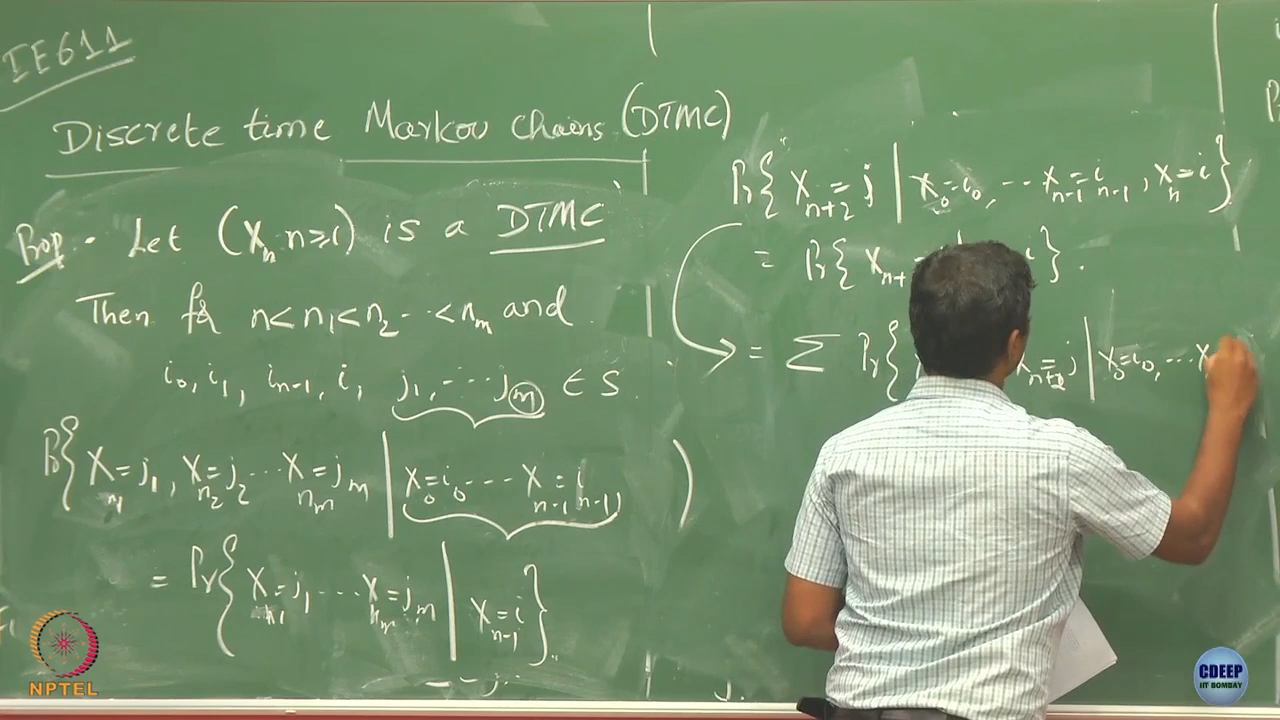 IE611
Discrete time Markov chains (DTMC)
Prop. Let (Xₙ, n≥1) is a DTMC
Then for n<n₁<n₂ ··· <nₘ and
i₀, i₁, iₙ₋₁, i, j₁, ··· jₘ ∈ S.
Pr{ Xₙ₁=j₁, Xₙ₂=j₂ ··· Xₙₘ=jₘ | X₀=i₀ ···· Xₙ₋₁=iₙ₋₁ )
= Pr{ Xₙ₁=j₁ ···· Xₙₘ=jₘ | Xₙ₋₁=i }.
Pr{ Xₙ₊₂=j | X₀=i₀, ·· Xₙ₋₁=iₙ₋₁, Xₙ=i }
= Pr{ Xₙ₊ i }.
= Σ Pr{ Xₙ₊₂=j | X₀=i₀, ··· X
NPTEL
CDEEP
IIT BOMBAY